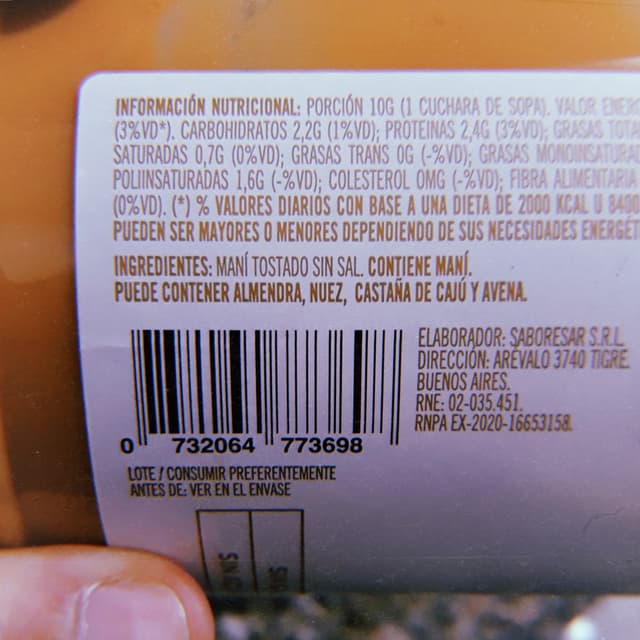 INFORMACIÓN NUTRICIONAL: PORCIÓN 10G (1 CUCHARA DE SOPA). VALOR ENER
(3%VD*). CARBOHIDRATOS 2,2G (1%VD); PROTEINAS 2,4G (3%VD); GRASAS TOTA
SATURADAS 0,7G (0%VD); GRASAS TRANS 0G (-%VD); GRASAS MONOINSATURA
POLIINSATURADAS 1,6G (-%VD); COLESTEROL 0MG (-%VD); FIBRA ALIMENTARIA
(0%VD). (*) % VALORES DIARIOS CON BASE A UNA DIETA DE 2000 KCAL U 8400
PUEDEN SER MAYORES O MENORES DEPENDIENDO DE SUS NECESIDADES ENERGÉT
INGREDIENTES: MANÍ TOSTADO SIN SAL. CONTIENE MANÍ.
PUEDE CONTENER ALMENDRA, NUEZ, CASTAÑA DE CAJÚ Y AVENA.
ELABORADOR: SABORESAR S.R.L.
DIRECCIÓN: ARÉVALO 3740 TIGRE.
BUENOS AIRES.
RNE: 02-035.451.
RNPA EX-2020-16653158.
0 732064 773698
LOTE / CONSUMIR PREFERENTEMENTE
ANTES DE: VER EN EL ENVASE